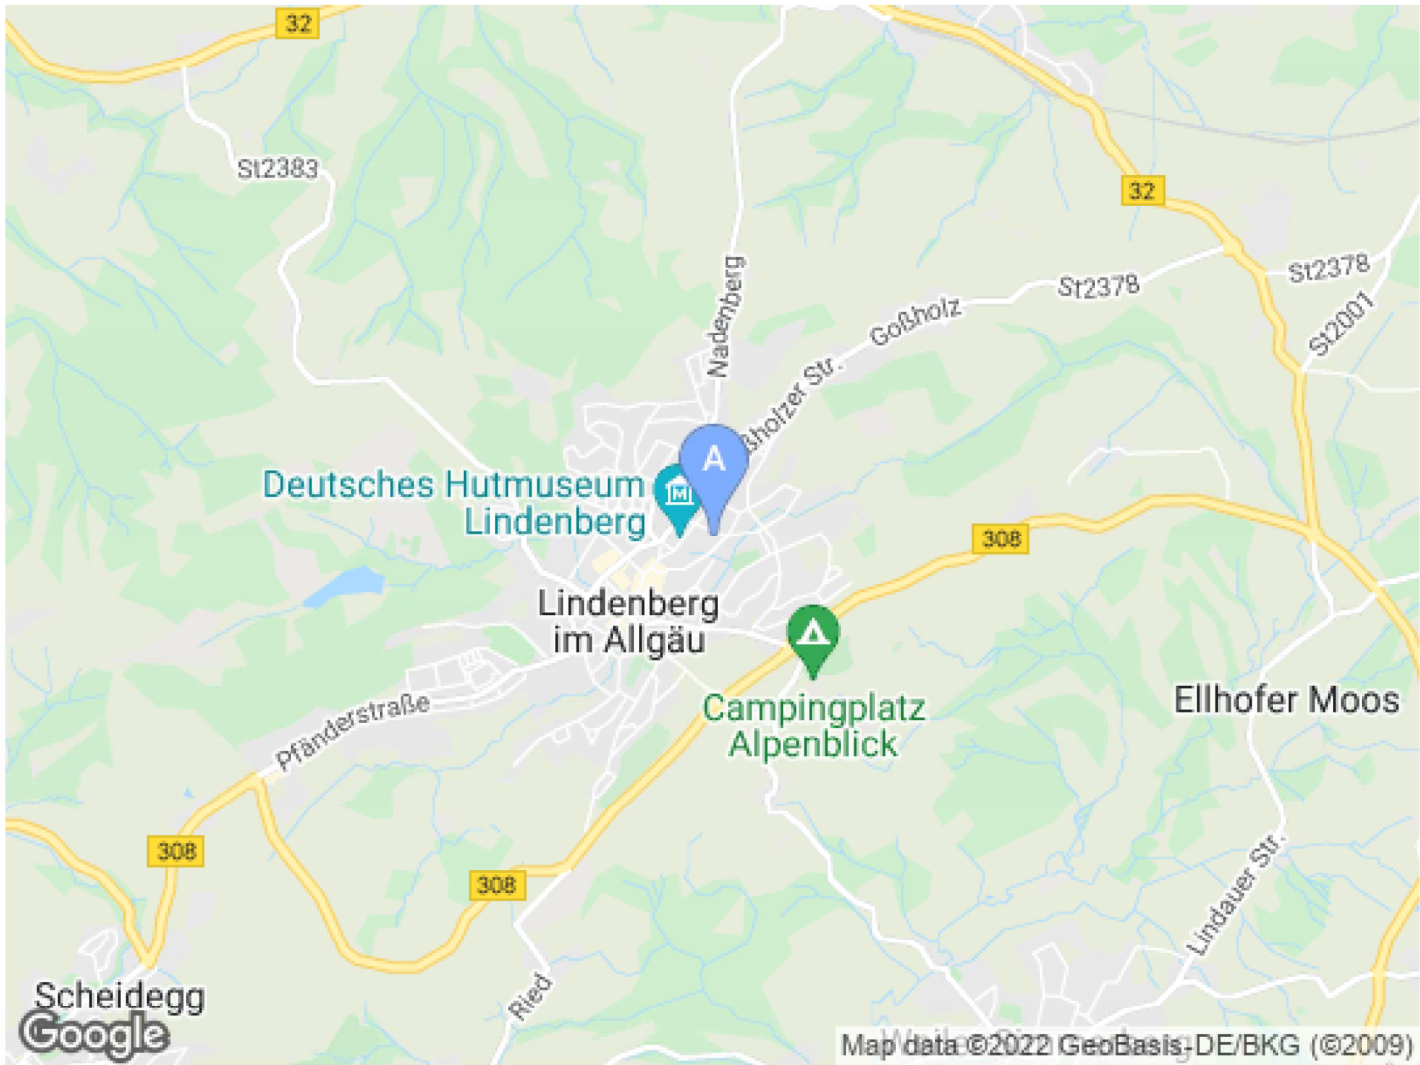 32
St2383
32
St2378
St2378
St2001
Nadenberg
Goßholz
ßholzer Str.
A
Deutsches Hutmuseum
Lindenberg
308
Lindenberg
im Allgäu
Campingplatz
Alpenblick
Ellhofer Moos
Pfänderstraße
308
308
Lindauer Str.
Scheidegg
Ried
Google
Map data ©2022 GeoBasis-DE/BKG (©2009)